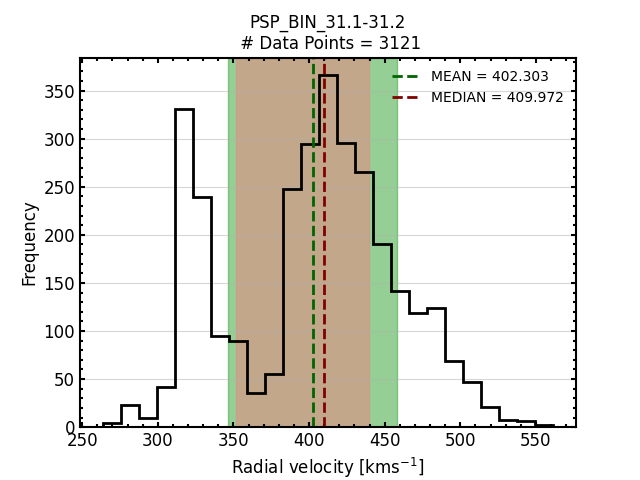 PSP_BIN_31.1-31.2
# Data Points = 3121
MEAN = 402.303
MEDIAN = 409.972
Frequency
350
300
250
200
150
100
50
0
250 300 350 400 450 500 550
Radial velocity [kms⁻¹]